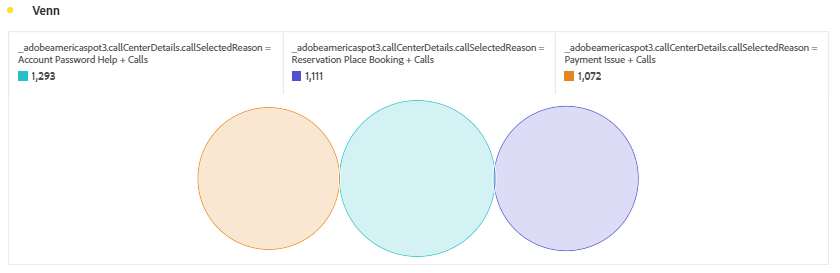 Venn
_adobeamericaspot3.callCenterDetails.callSelectedReason =
Account Password Help + Calls
1,293
_adobeamericaspot3.callCenterDetails.callSelectedReason =
Reservation Place Booking + Calls
1,111
_adobeamericaspot3.callCenterDetails.callSelectedReason =
Payment Issue + Calls
1,072